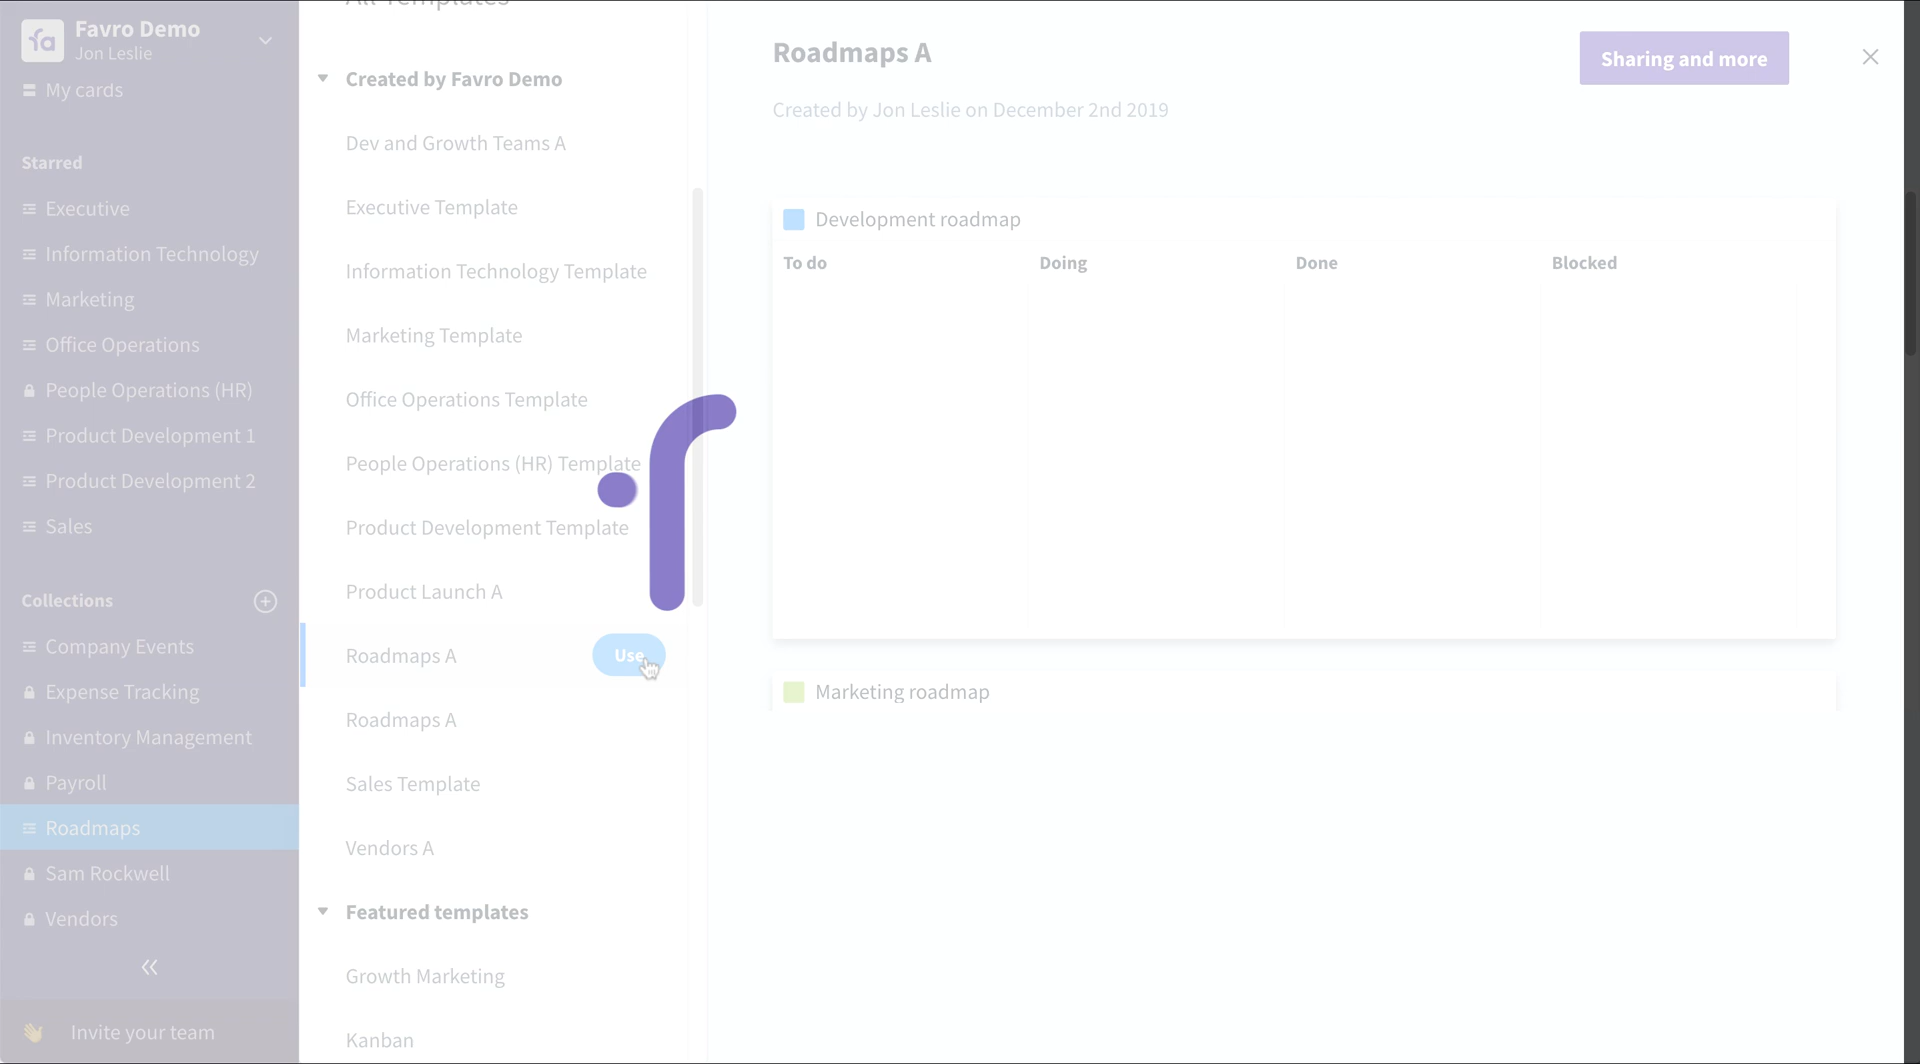 fa
Favro Demo
Jon Leslie
My cards
Starred
Executive
Information Technology
Marketing
Office Operations
People Operations (HR)
Product Development 1
Product Development 2
Sales
Collections
Company Events
Expense Tracking
Inventory Management
Payroll
Roadmaps
Sam Rockwell
Vendors
Invite your team
All Templates
Created by Favro Demo
Dev and Growth Teams A
Executive Template
Information Technology Template
Marketing Template
Office Operations Template
People Operations (HR) Template
Product Development Template
Product Launch A
Roadmaps A
Use
Roadmaps A
Sales Template
Vendors A
Featured templates
Growth Marketing
Kanban
Roadmaps A
Sharing and more
Created by Jon Leslie on December 2nd 2019
Development roadmap
To do
Doing
Done
Blocked
Marketing roadmap